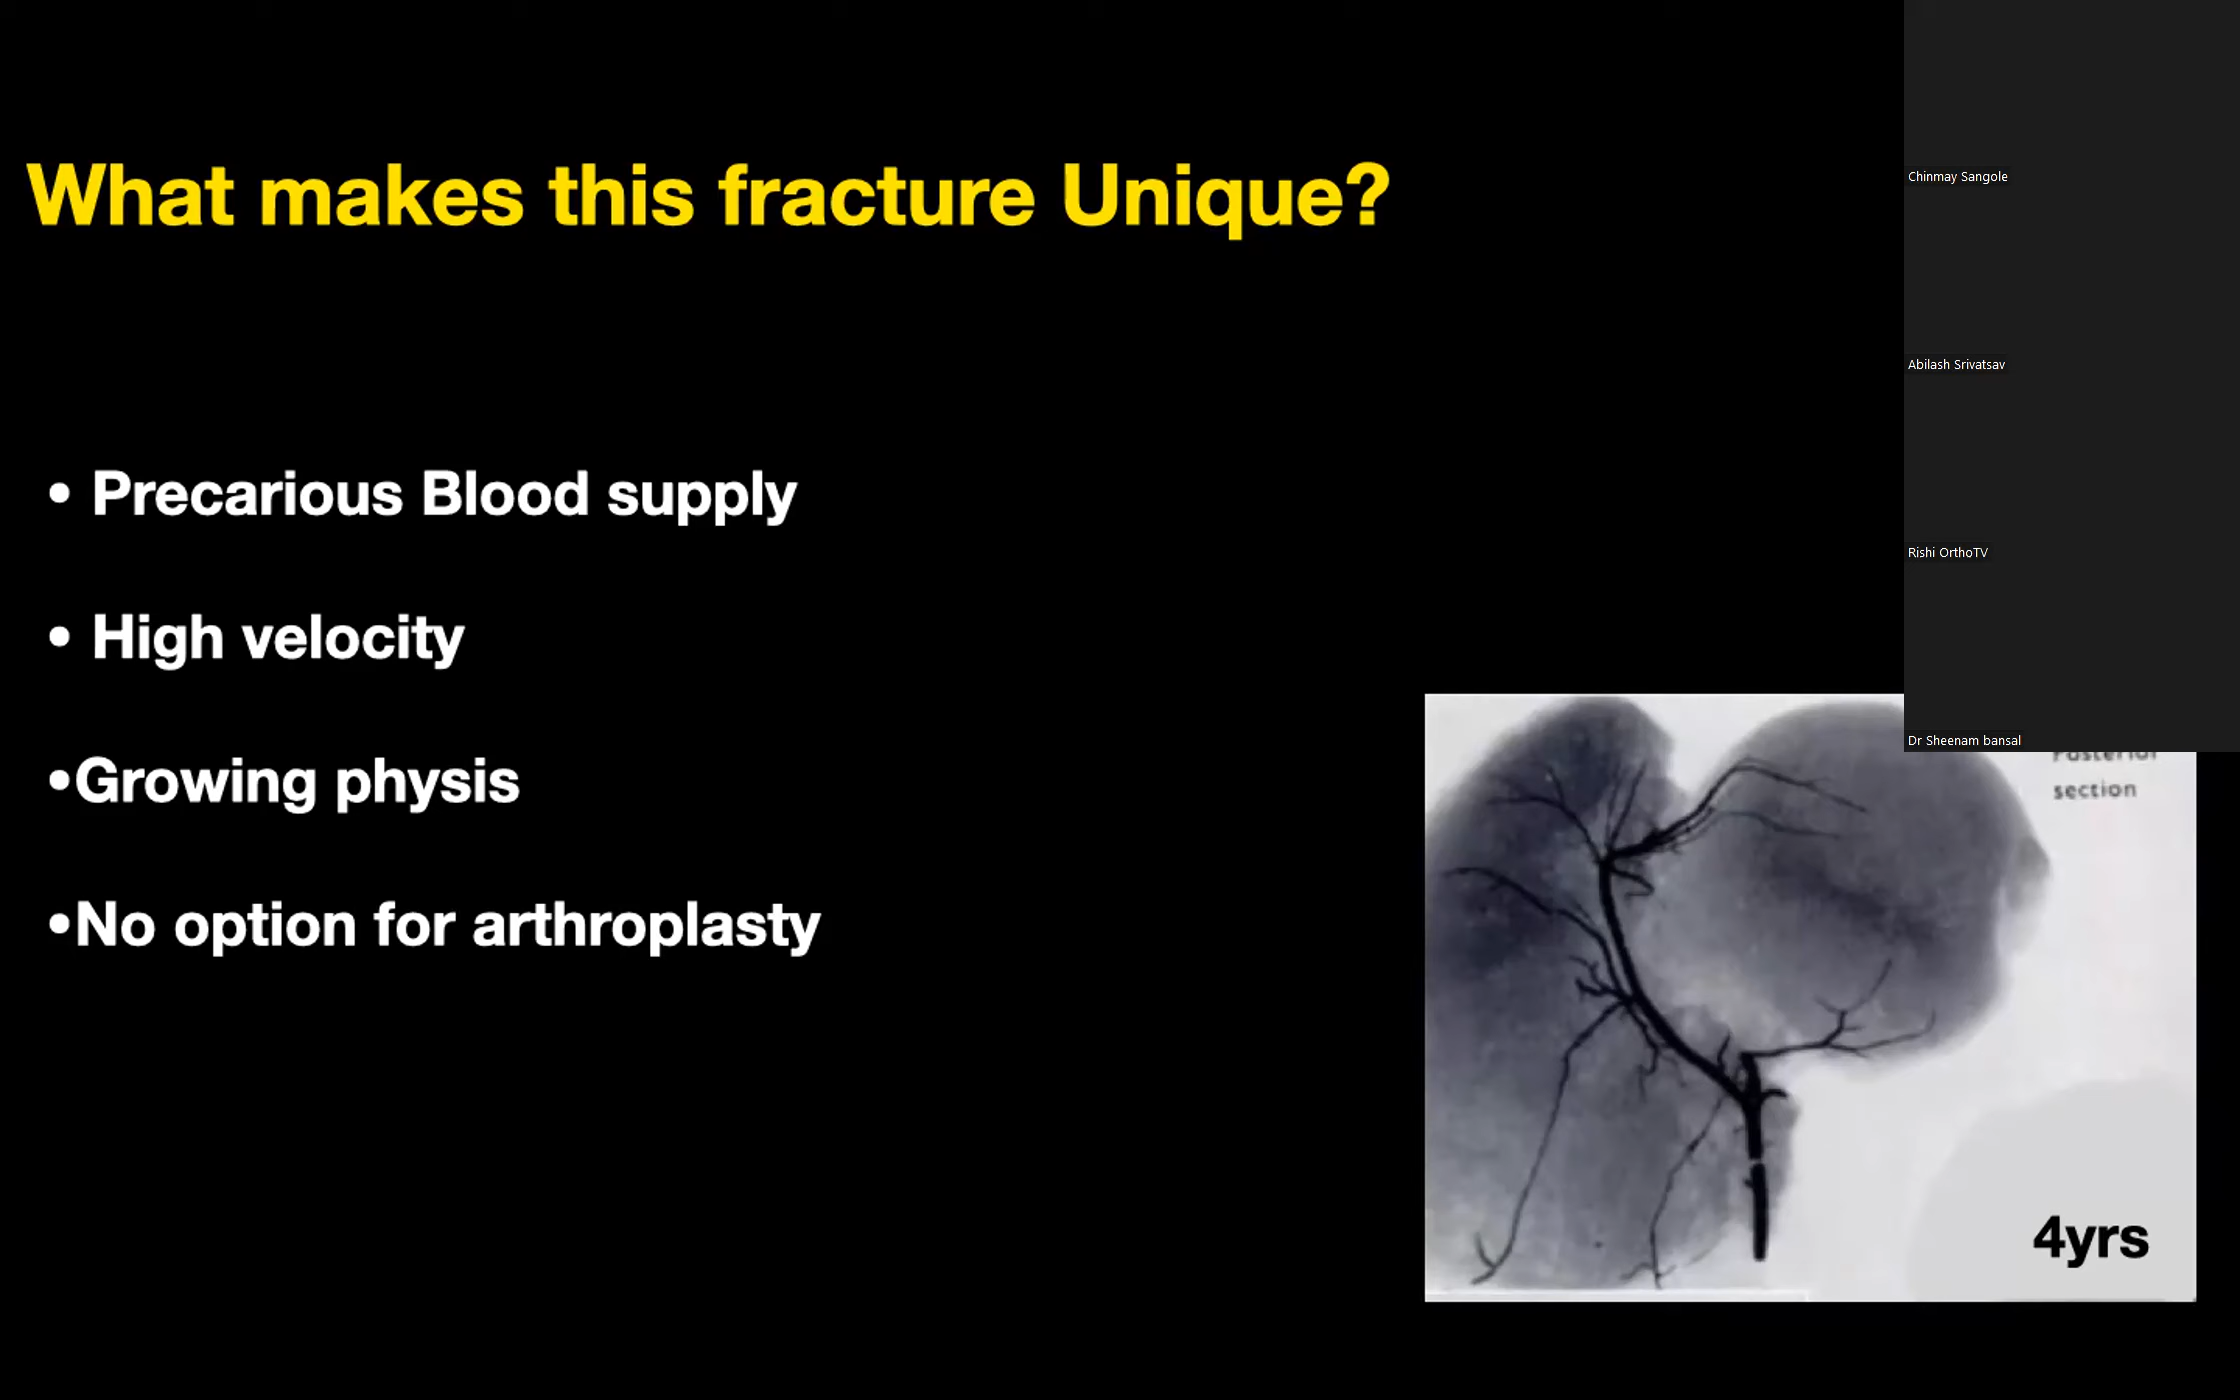 What makes this fracture Unique?
• Precarious Blood supply
• High velocity
•Growing physis
•No option for arthroplasty
Chinmay Sangole
Abilash Srivatsav
Rishi OrthoTV
Dr Sheenam bansal
Posterior
section
4yrs